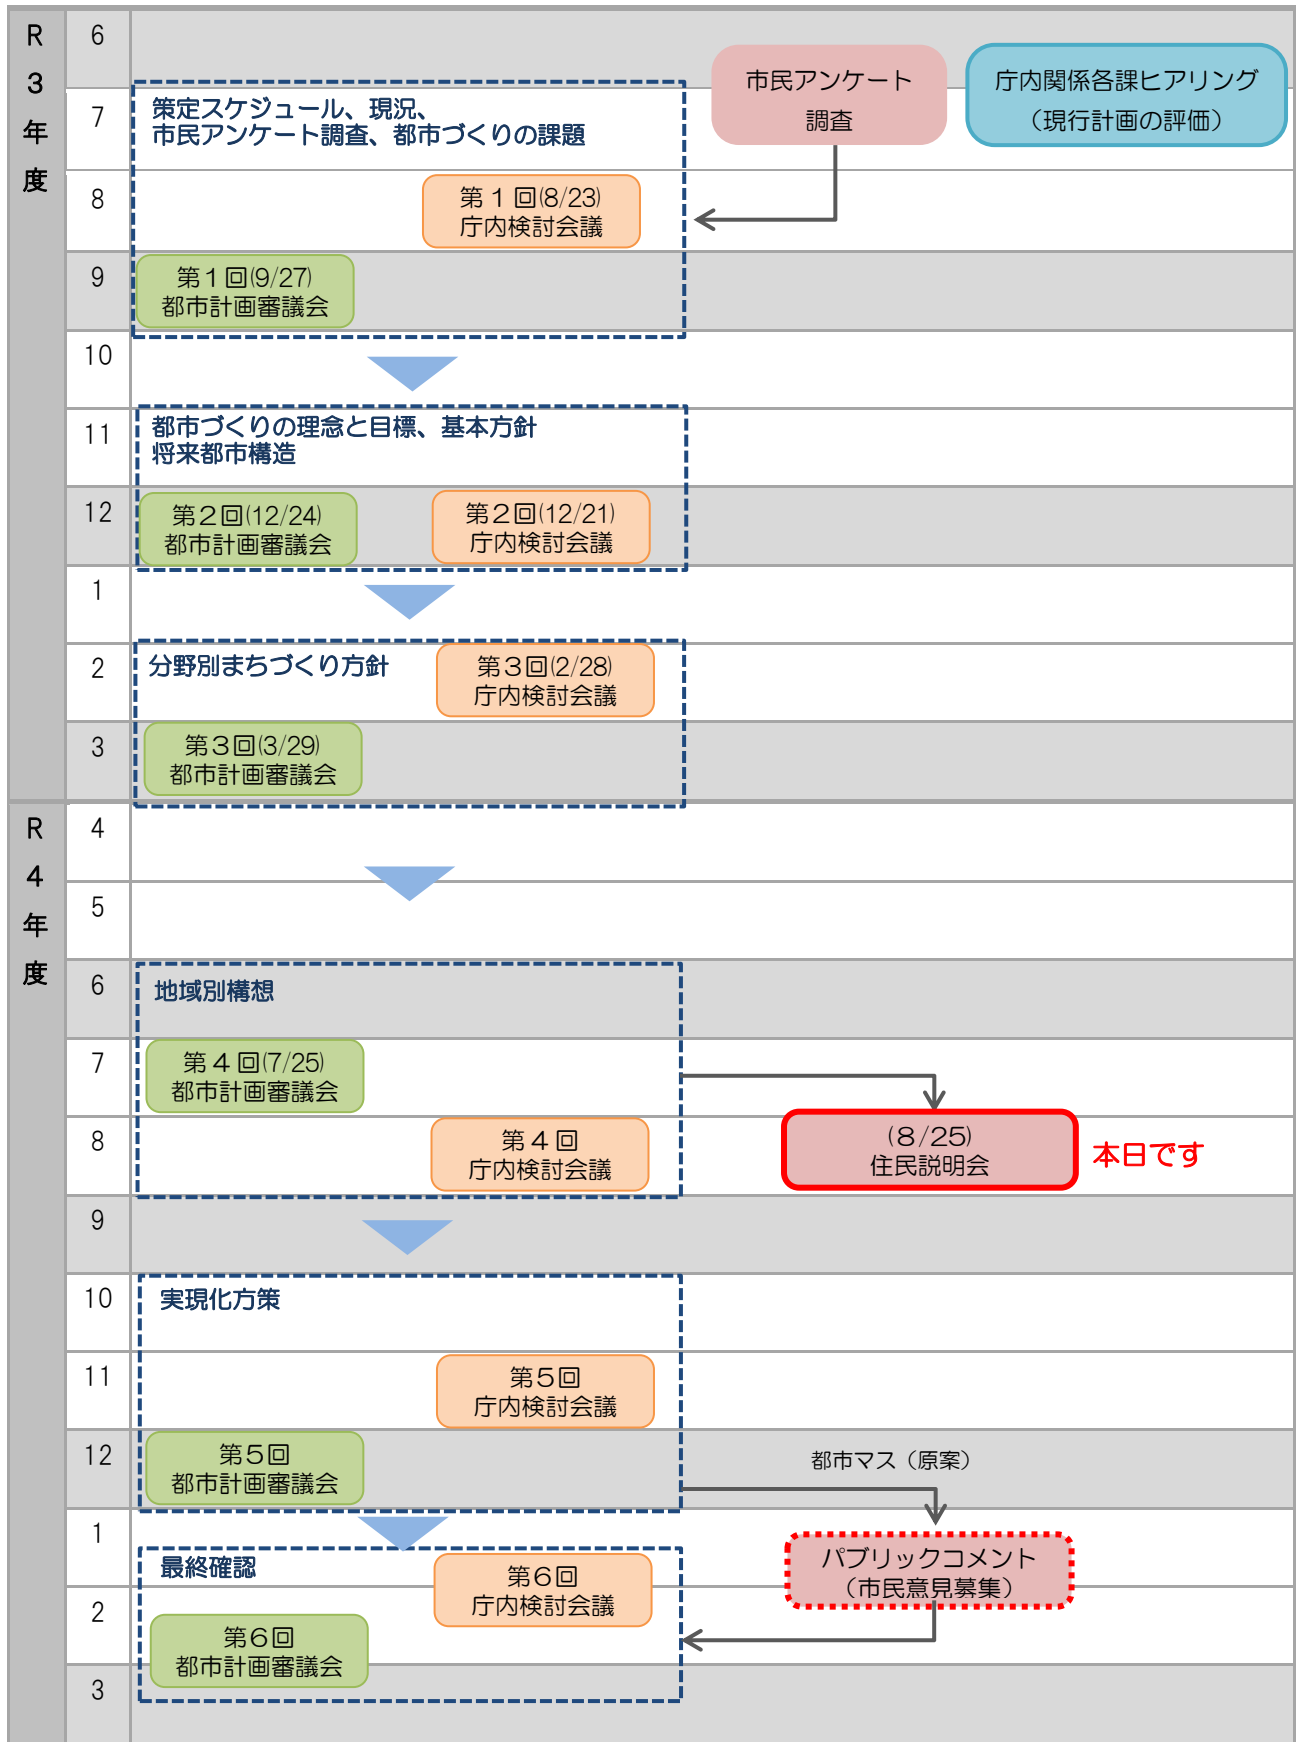 R
3
年
度
6
市民アンケート
調査
庁内関係各課ヒアリング
（現行計画の評価）
7
策定スケジュール、現況、
市民アンケート調査、都市づくりの課題
8
第１回(8/23)
庁内検討会議
9
第１回(9/27)
都市計画審議会
10
11
都市づくりの理念と目標、基本方針
将来都市構造
12
第２回(12/24)
都市計画審議会
第２回(12/21)
庁内検討会議
1
2
分野別まちづくり方針
第３回(2/28)
庁内検討会議
3
第３回(3/29)
都市計画審議会
R
4
年
度
4
5
6
地域別構想
7
第４回(7/25)
都市計画審議会
8
第４回
庁内検討会議
(８/25)
住民説明会
本日です
9
10
実現化方策
11
第５回
庁内検討会議
12
第５回
都市計画審議会
都市マス（原案）
1
最終確認
第６回
庁内検討会議
パブリックコメント
（市民意見募集）
2
第６回
都市計画審議会
3